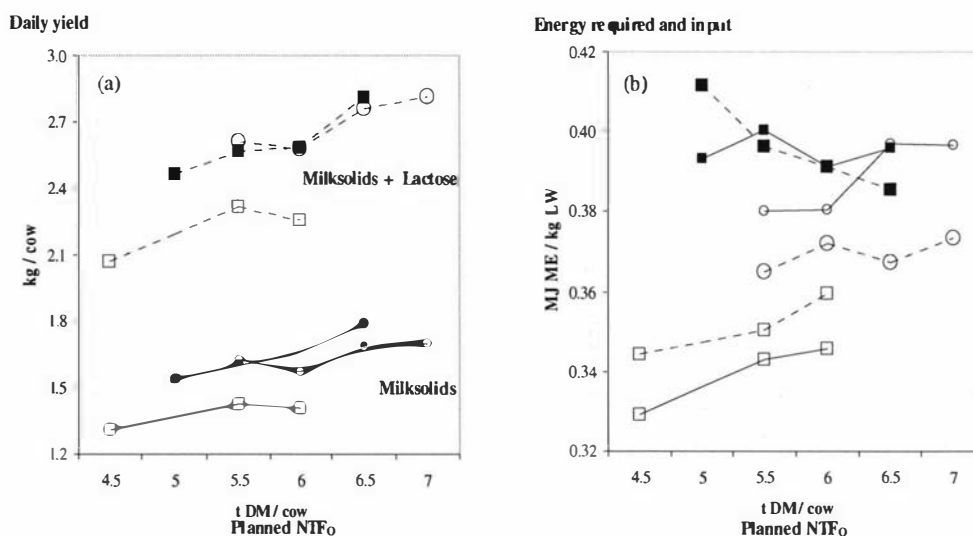 Daily yield
3.0
(a)
2.7
2.4
Milksolids + Lactose
kg / cow
2.1
1.8
1.5
Milksolids
1.2
4.5 5 5.5 6 6.5 7
t DM / cow
Planned NTFO
Energy required and input
0.42
(b)
0.40
0.38
MJ ME / kg LW
0.36
0.34
0.32
4.5 5 5.5 6 6.5 7
t DM / cow
Planned NTFO